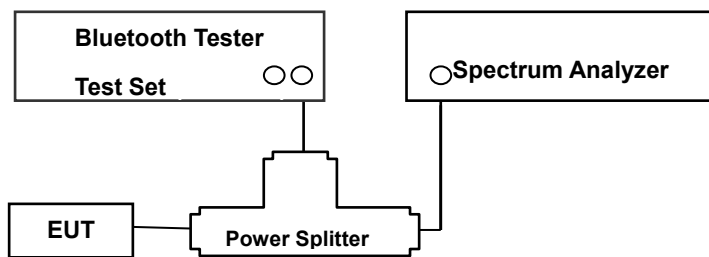 Bluetooth Tester
Test Set
Spectrum Analyzer
EUT
Power Splitter